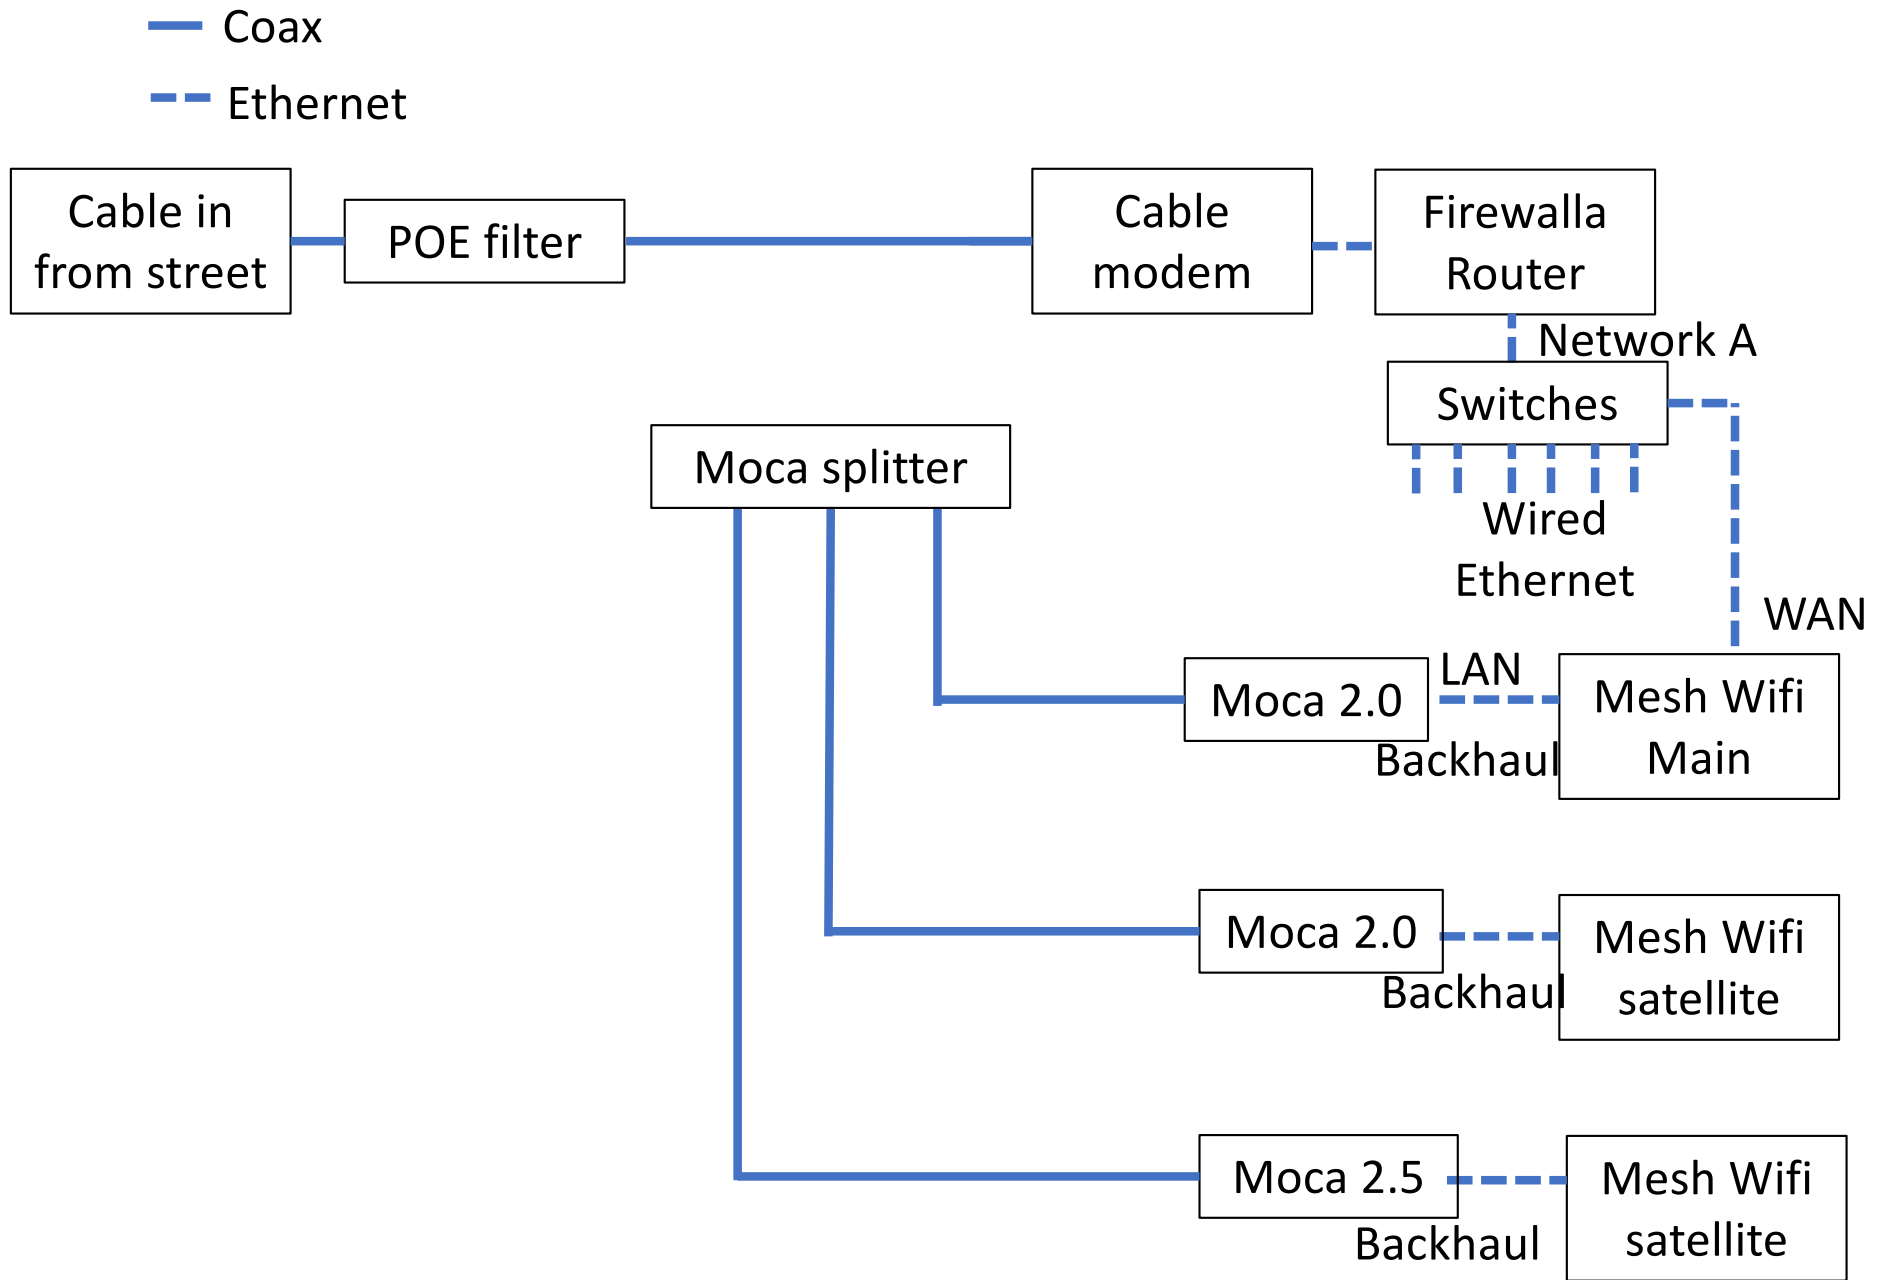 Coax
Ethernet
Cable in
from street
POE filter
Cable
modem
Firewalla
Router
Network A
Switches
Moca splitter
Wired
Ethernet
WAN
LAN
Moca 2.0
Backhaul
Mesh Wifi
Main
Moca 2.0
Backhaul
Mesh Wifi
satellite
Moca 2.5
Backhaul
Mesh Wifi
satellite